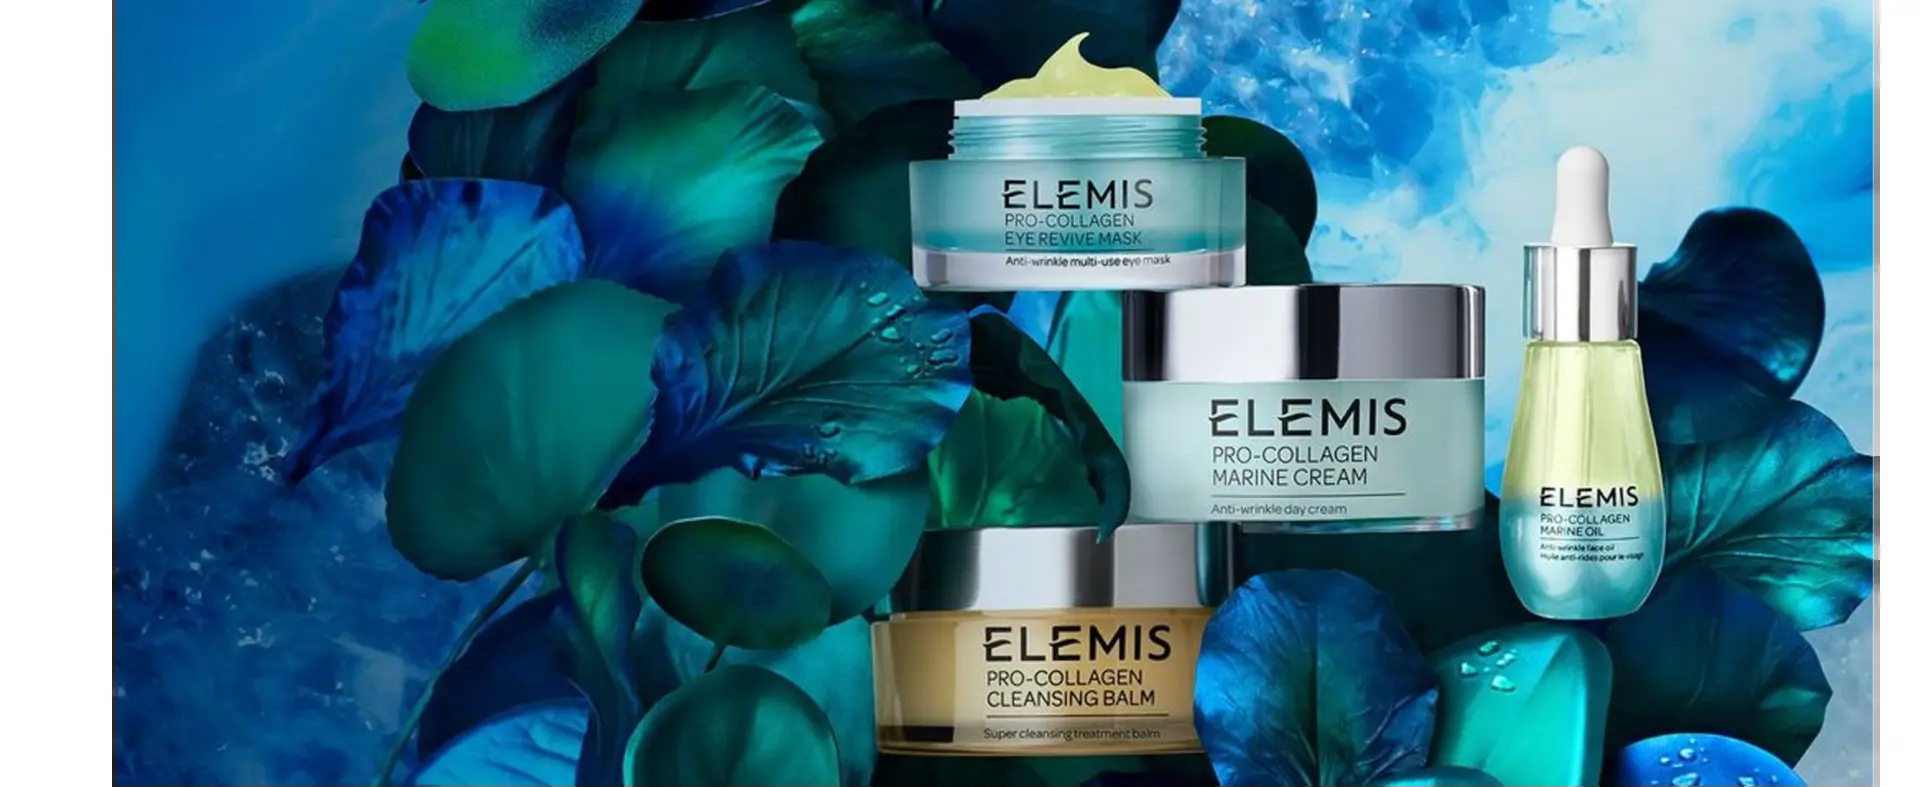 ELEMIS
PRO-COLLAGEN
EYE REVIVE MASK
Anti-wrinkle multi-use eye mask
ELEMIS
PRO-COLLAGEN
MARINE CREAM
Anti-wrinkle day cream
ELEMIS
PRO-COLLAGEN
MARINE OIL
Anti-wrinkle face oil
Huile anti-rides pour le visage
ELEMIS
PRO-COLLAGEN
CLEANSING BALM
Super cleansing treatment balm